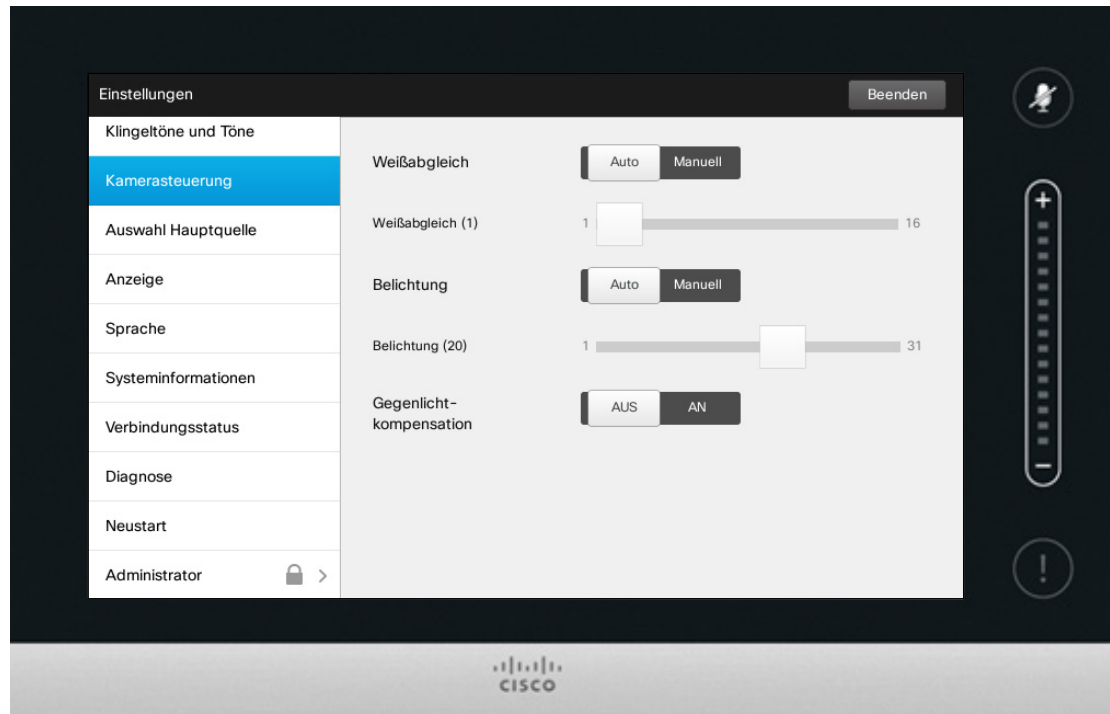 Einstellungen
Beenden
Klingeltöne und Töne
Kamerasteuerung
Auswahl Hauptquelle
Anzeige
Sprache
Systeminformationen
Verbindungsstatus
Diagnose
Neustart
Administrator
Weißabgleich Auto Manuell
Weißabgleich (1) 1 16
Belichtung Auto Manuell
Belichtung (20) 1 31
Gegenlicht-
kompensation
AUS AN
+
−
!
CISCO